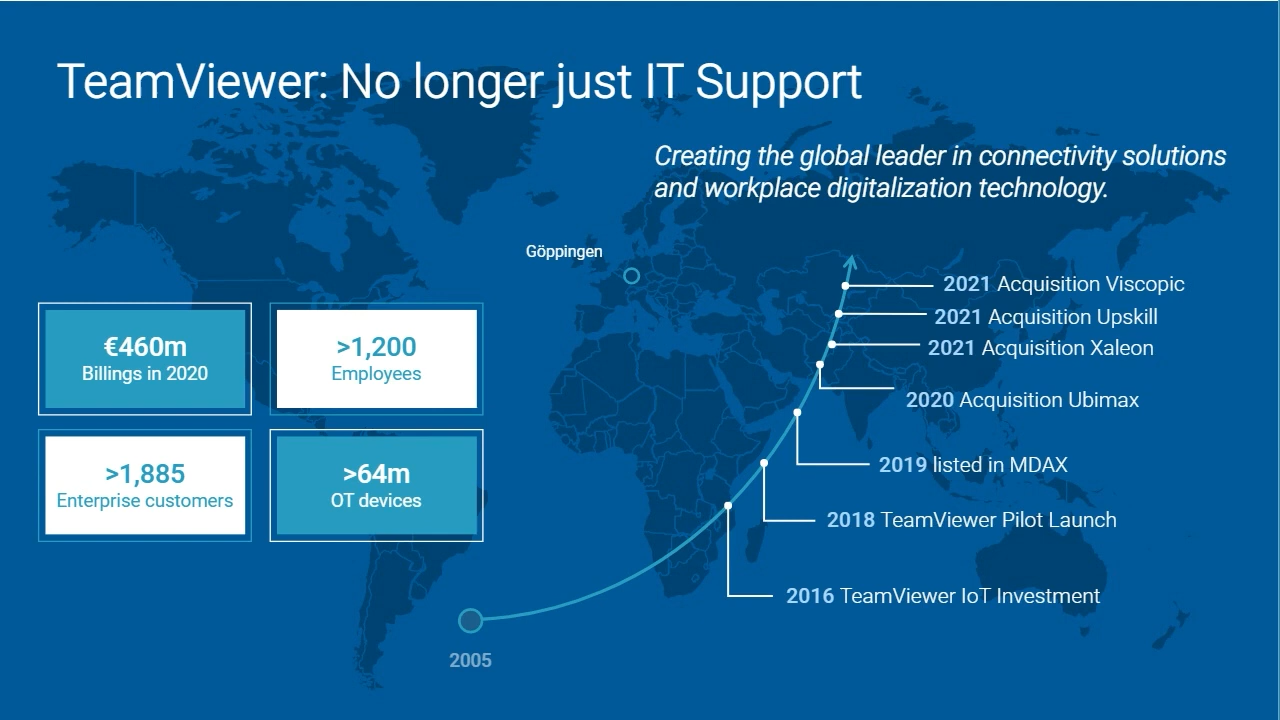 TeamViewer: No longer just IT Support
Creating the global leader in connectivity solutions
and workplace digitalization technology.
Göppingen
€460m
Billings in 2020
>1,200
Employees
>1,885
Enterprise customers
>64m
OT devices
2021 Acquisition Viscopic
2021 Acquisition Upskill
2021 Acquisition Xaleon
2020 Acquisition Ubimax
2019 listed in MDAX
2018 TeamViewer Pilot Launch
2016 TeamViewer IoT Investment
2005